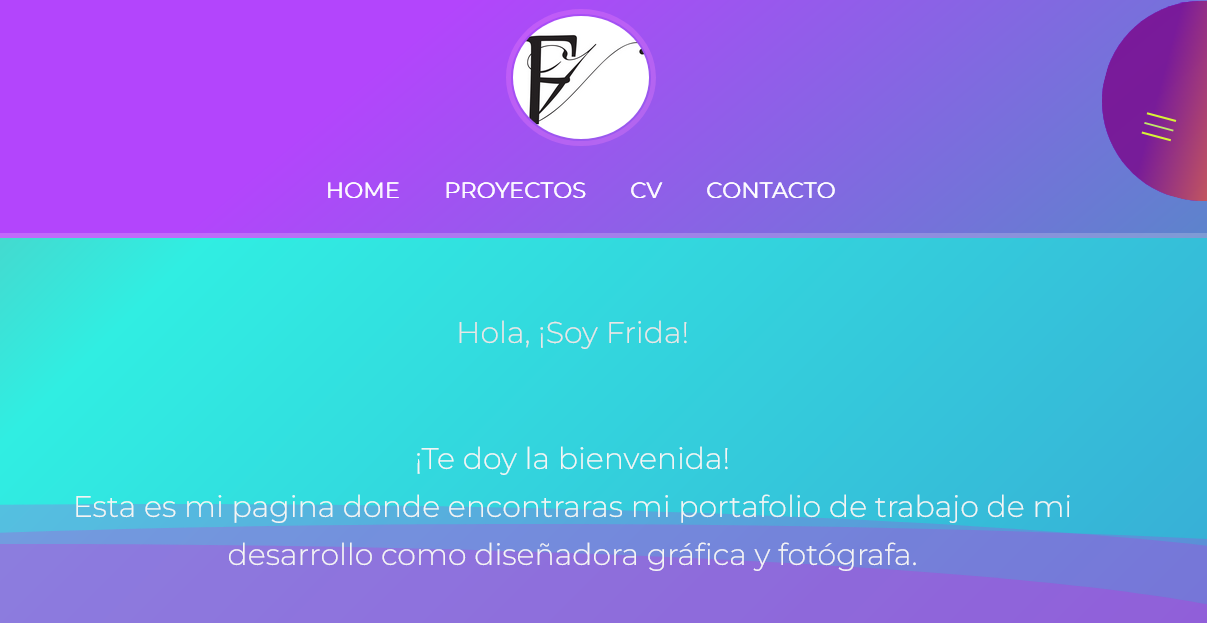 HOME PROYECTOS CV CONTACTO
Hola, ¡Soy Frida!
¡Te doy la bienvenida!
Esta es mi pagina donde encontraras mi portafolio de trabajo de mi
desarrollo como diseñadora gráfica y fotógrafa.